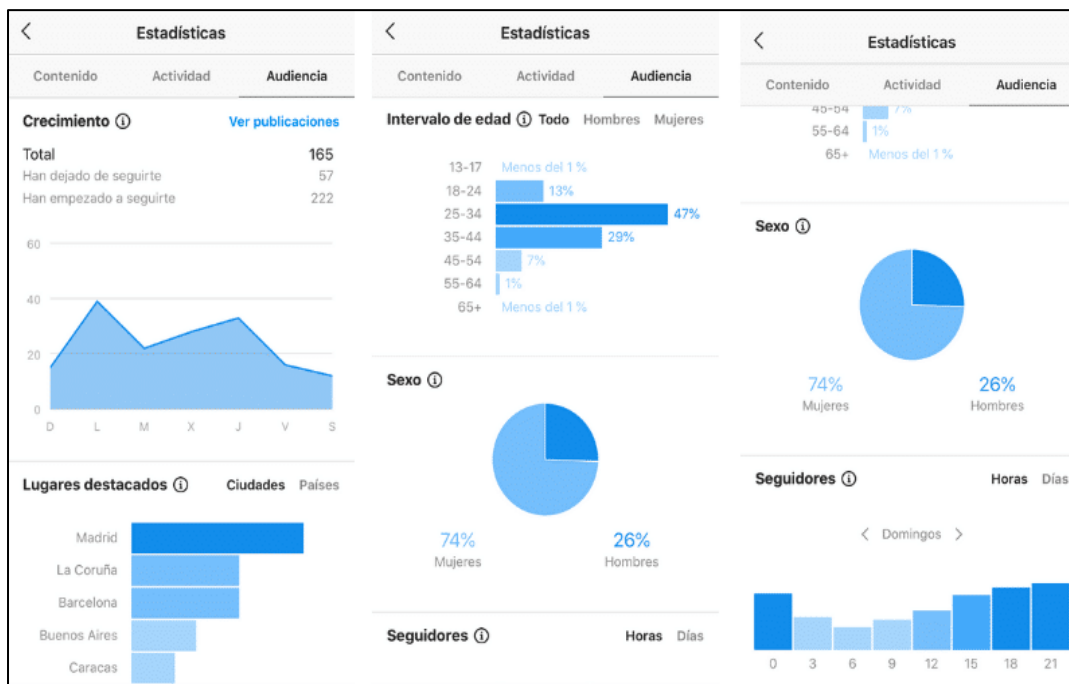 Estadísticas
Contenido Actividad Audiencia
Crecimiento Ver publicaciones
Total 165
Han dejado de seguirte 57
Han empezado a seguirte 222
60
40
20
0
D L M X J V S
Lugares destacados Ciudades Países
Madrid
La Coruña
Barcelona
Buenos Aires
Caracas
Estadísticas
Contenido Actividad Audiencia
Intervalo de edad Todo Hombres Mujeres
13-17 Menos del 1 %
18-24 13%
25-34 47%
35-44 29%
45-54 7%
55-64 1%
65+ Menos del 1 %
Sexo
74% 26%
Mujeres Hombres
Seguidores Horas Días
Estadísticas
Contenido Actividad Audiencia
45-54 7%
55-64 1%
65+ Menos del 1 %
Sexo
74% 26%
Mujeres Hombres
Seguidores Horas Días
< Domingos >
0 3 6 9 12 15 18 21